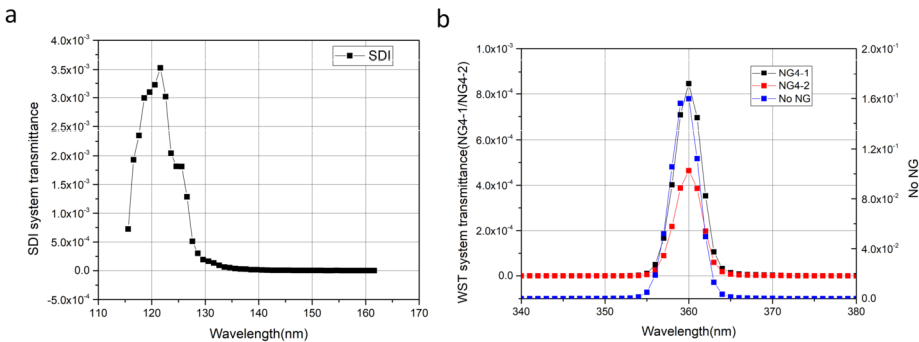 a
SDI system transmittance
4.0x10⁻³
3.5x10⁻³
3.0x10⁻³
2.5x10⁻³
2.0x10⁻³
1.5x10⁻³
1.0x10⁻³
5.0x10⁻⁴
0.0
-5.0x10⁻⁴
110 120 130 140 150 160 170
Wavelength(nm)
SDI
b
WST system transmittance(NG4-1/NG4-2)
1.0x10⁻³
8.0x10⁻⁴
6.0x10⁻⁴
4.0x10⁻⁴
2.0x10⁻⁴
0.0
340 350 360 370 380
Wavelength(nm)
NG4-1
NG4-2
No NG
2.0x10⁻¹
1.6x10⁻¹
1.2x10⁻¹
8.0x10⁻²
4.0x10⁻²
0.0
No NG